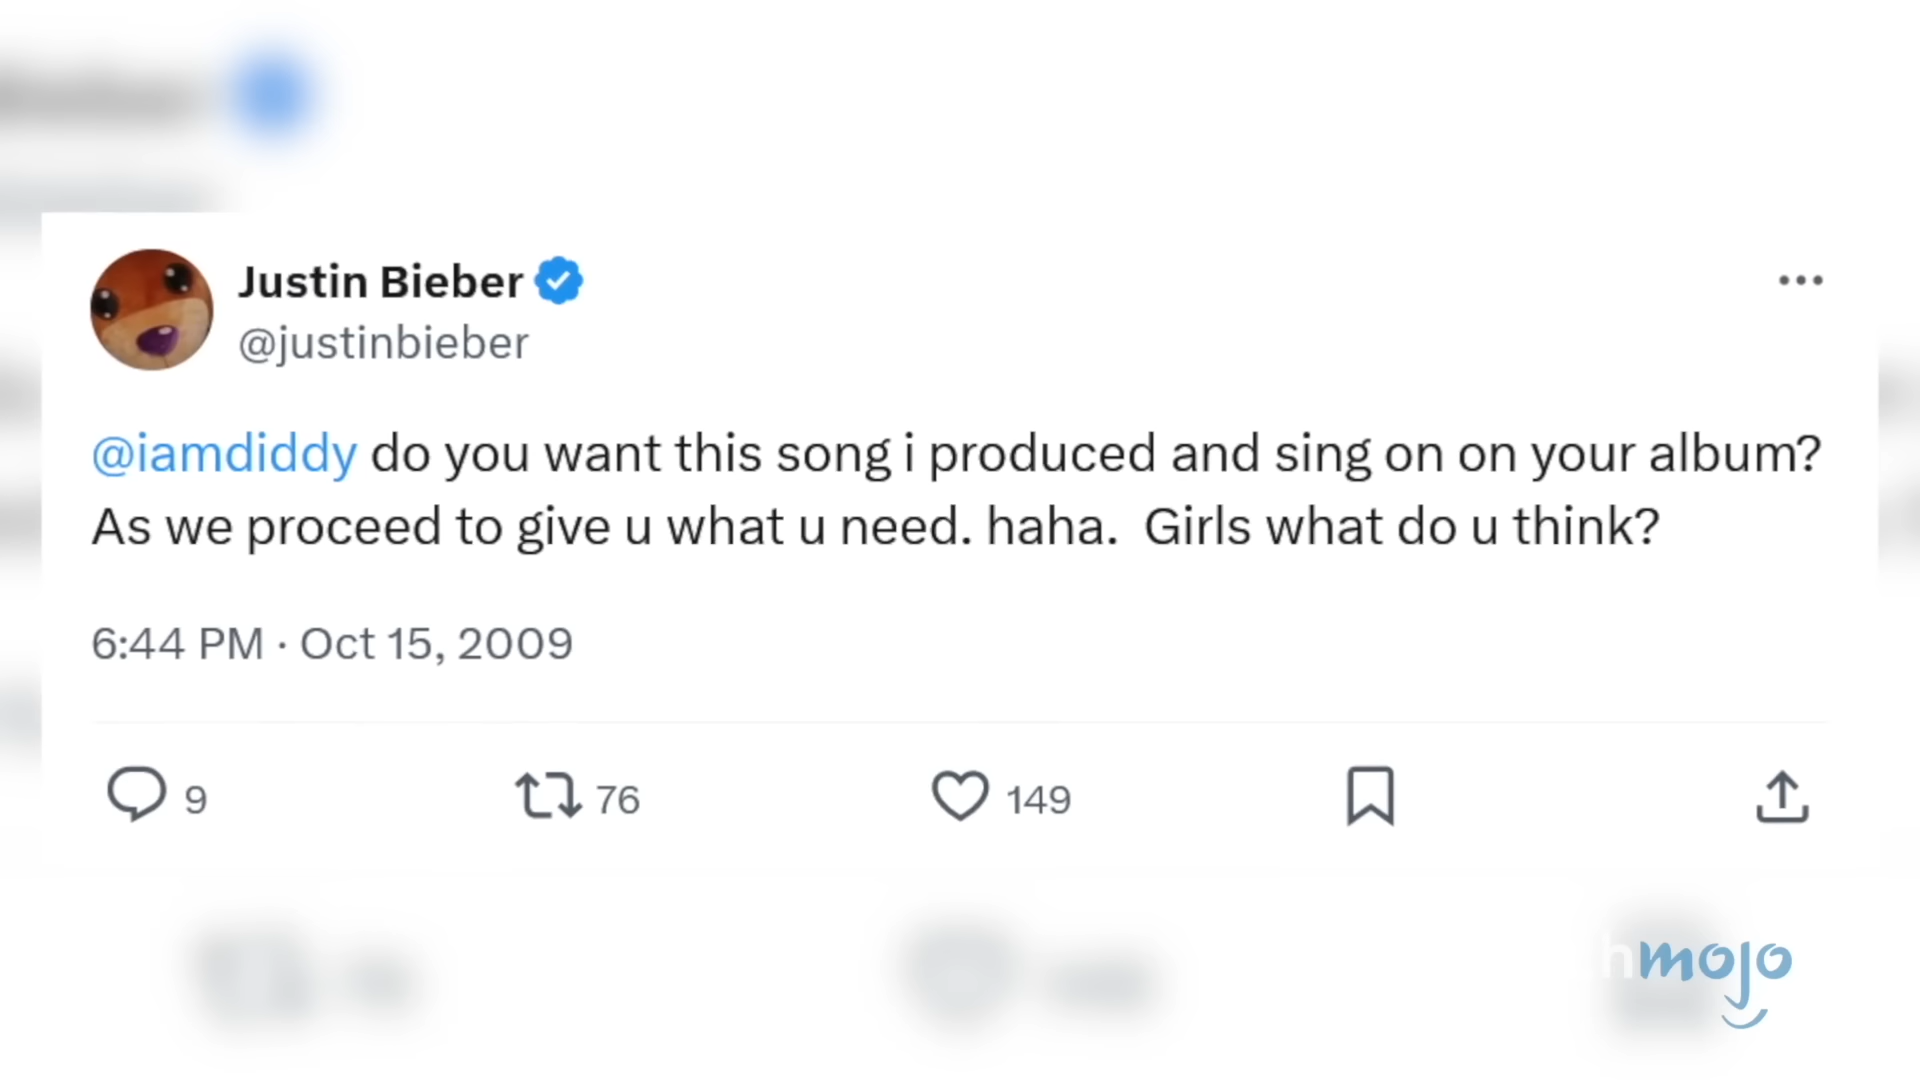 Justin Bieber
@justinbieber
@iamdiddy do you want this song i produced and sing on on your album?
As we proceed to give u what u need. haha.  Girls what do u think?
6:44 PM · Oct 15, 2009
9 76 149
hmojo